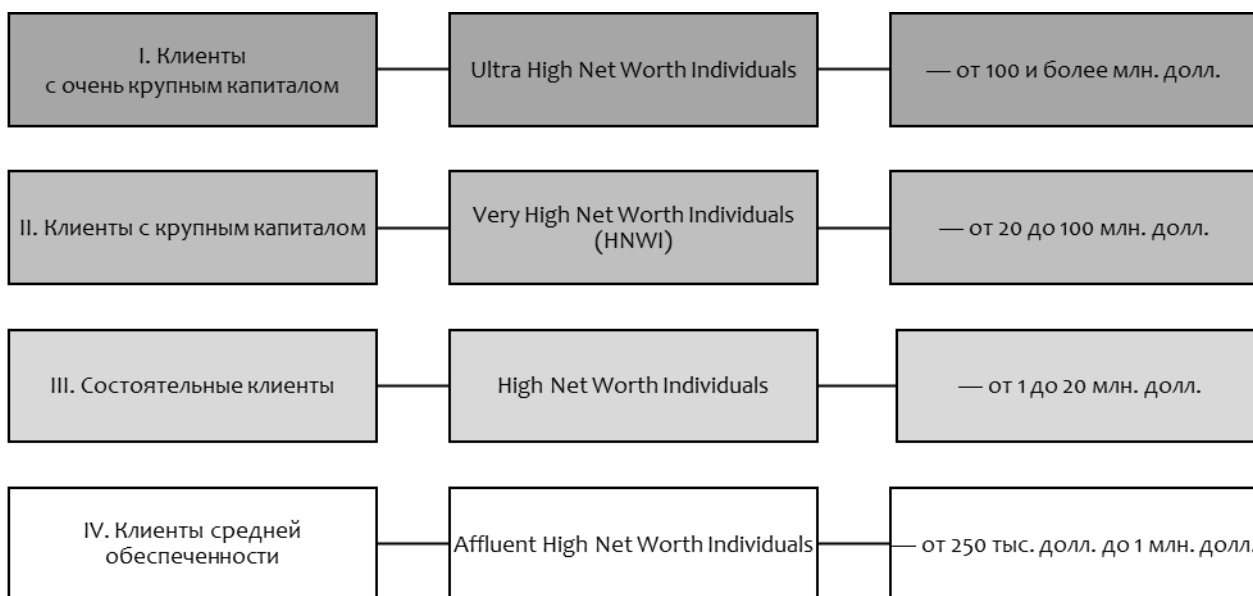 I. Клиенты
с очень крупным капиталом
Ultra High Net Worth Individuals
— от 100 и более млн. долл.
II. Клиенты с крупным капиталом
Very High Net Worth Individuals
(HNWI)
— от 20 до 100 млн. долл.
III. Состоятельные клиенты
High Net Worth Individuals
— от 1 до 20 млн. долл.
IV. Клиенты средней
обеспеченности
Affluent High Net Worth Individuals
— от 250 тыс. долл. до 1 млн. долл.